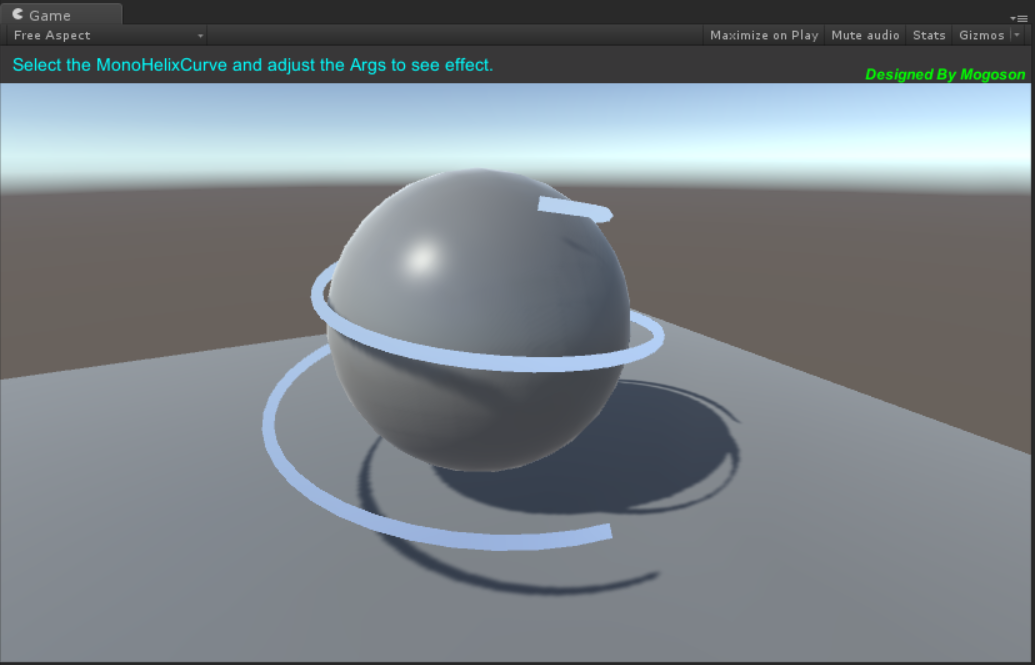 Game
Free Aspect
Maximize on Play
Mute audio
Stats
Gizmos
Select the MonoHelixCurve and adjust the Args to see effect.
Designed By Mogoson